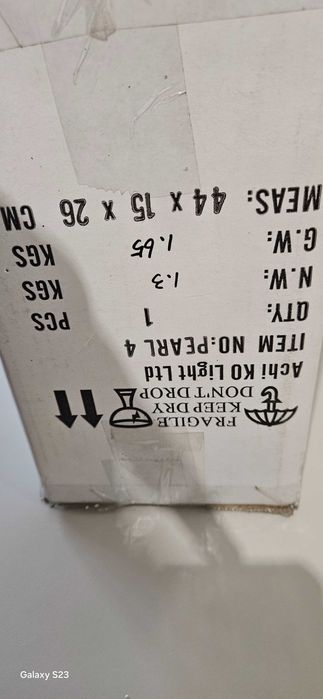 FRAGILE
KEEP DRY
DON'T DROP
Achi KO Light Ltd
ITEM NO:PEARL 4
QTY: 1 PCS
N.W: 1.3 KGS
G.W: 1.65 KGS
MEAS: 44 x 15 x 26 CM
Galaxy S23